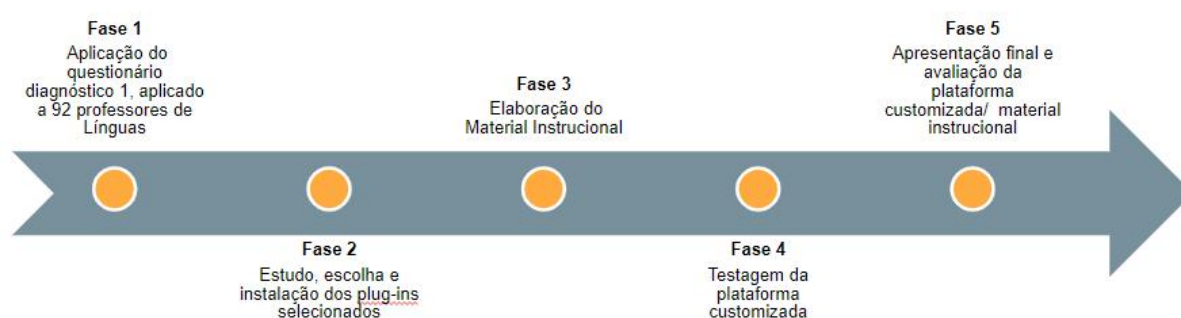 Fase 1
Aplicação do
questionário
diagnóstico 1, aplicado
a 92 professores de
Línguas
Fase 2
Estudo, escolha e
instalação dos plug-ins
selecionados
Fase 3
Elaboração do
Material Instrucional
Fase 4
Testagem da
plataforma
customizada
Fase 5
Apresentação final e
avaliação da
plataforma
customizada/ material
instrucional